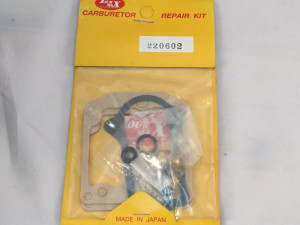 CARBURETOR REPAIR KIT
220602
MADE IN JAPAN